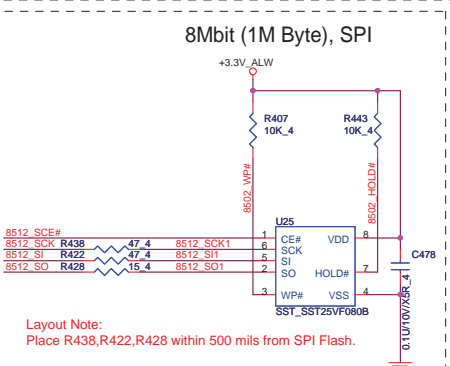 8Mbit (1M Byte), SPI
+3.3V_ALW
R407
10K_4
R443
10K_4
8502_WP#
8502_HOLD#
U25
8512_SCE#
1
CE#
VDD
8
8512_SCK
R438
47_4
8512_SCK1
6
SCK
8512_SI
R422
47_4
8512_SI1
5
SI
8512_SO
R428
15_4
8512_SO1
2
SO
HOLD#
7
3
WP#
VSS
4
SST_SST25VF080B
C478
0.1U/10V/X5R_4
Layout Note:
Place R438,R422,R428 within 500 mils from SPI Flash.